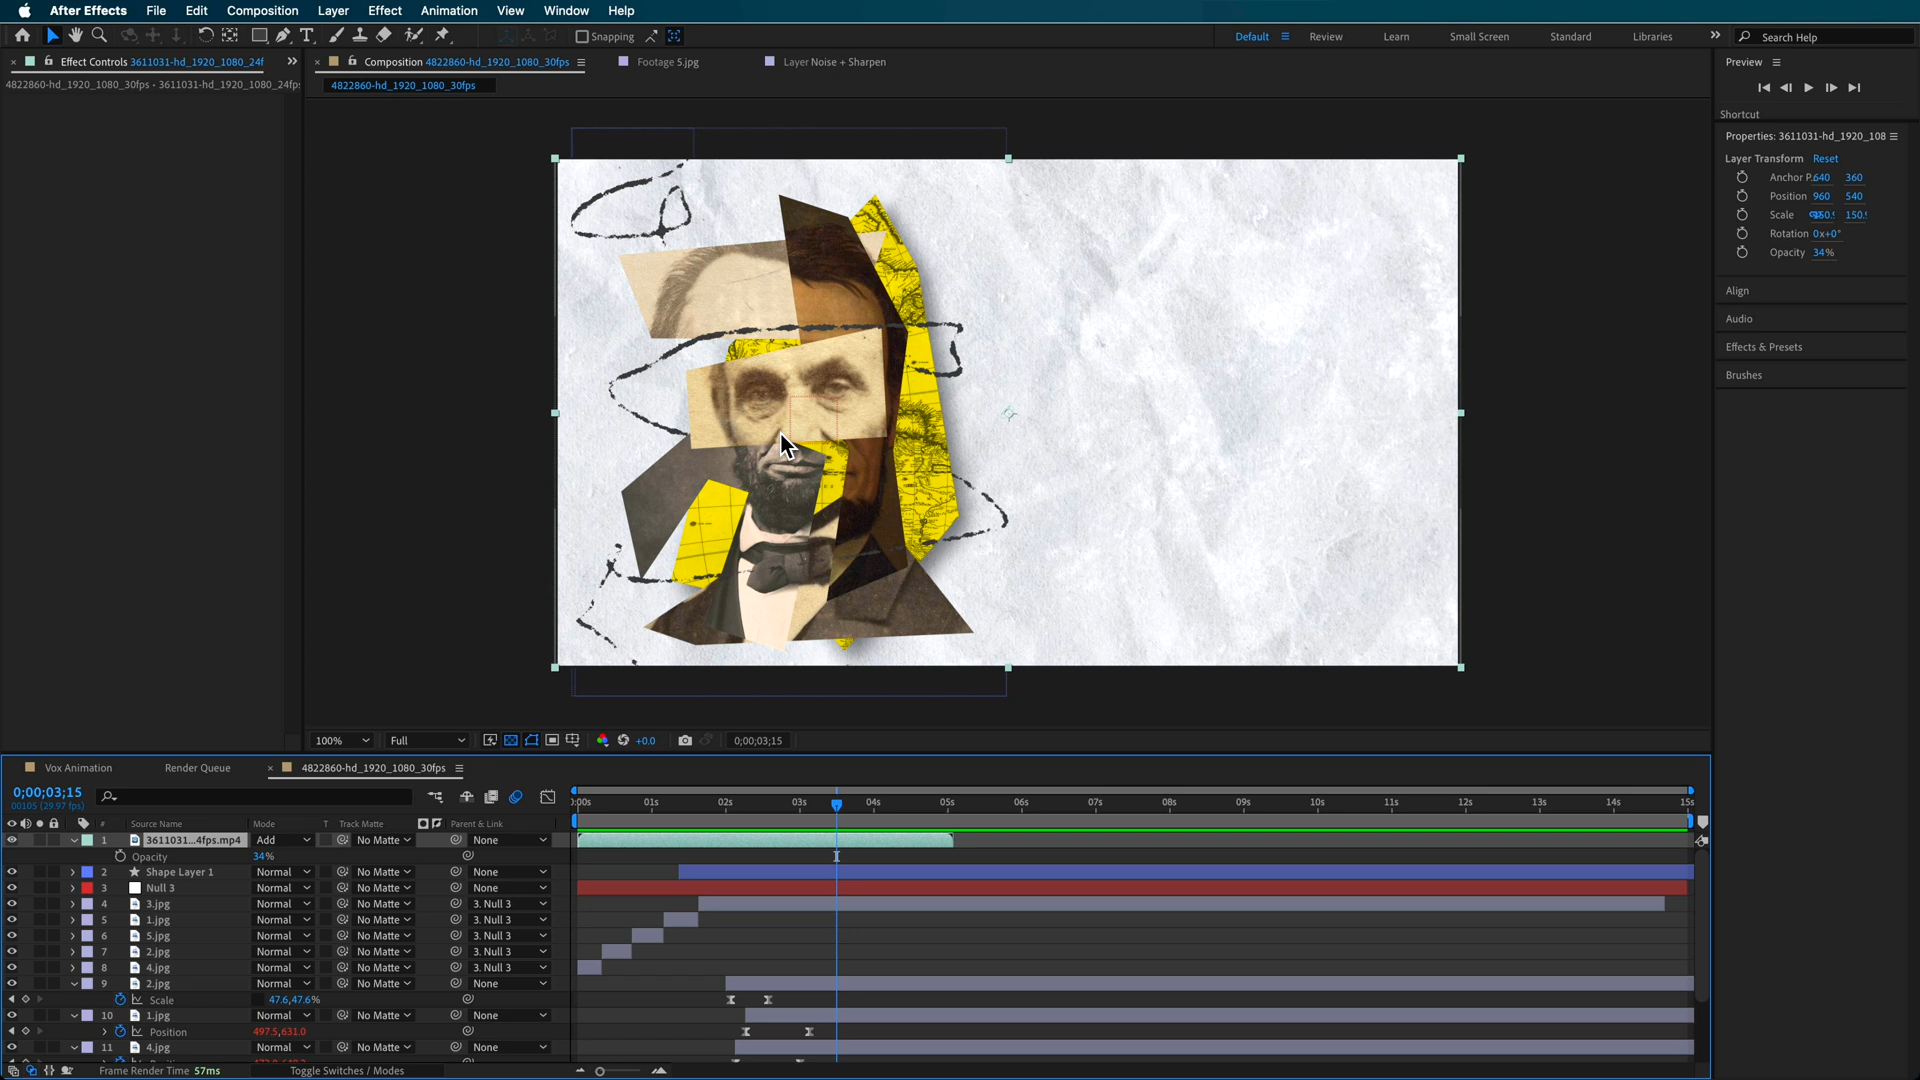 After Effects File Edit Composition Layer Effect Animation View Window Help
Snapping Default Review Learn Small Screen Standard Libraries Search Help
Effect Controls 3611031-hd_1920_1080_24f Composition 4822860-hd_1920_1080_30fps Footage 5.jpg Layer Noise + Sharpen Preview
4822860-hd_1920_1080_30fps • 3611031-hd_1920_1080_24fps 4822860-hd_1920_1080_30fps
Shortcut
Properties: 3611031-hd_1920_108
Layer Transform Reset
Anchor P. 640 360
Position 960 540
Scale 150.9 150.9
Rotation 0x+0°
Opacity 34%
Align
Audio
Effects & Presets
Brushes
100% Full +0.0 0;00;03;15
Vox Animation Render Queue 4822860-hd_1920_1080_30fps
0;00;03;15
00105 (29.97 fps)
0:00s 01s 02s 03s 04s 05s 06s 07s 08s 09s 10s 11s 12s 13s 14s 15s
# Source Name Mode T Track Matte Parent & Link
1 3611031...4fps.mp4 Add No Matte None
Opacity 34%
2 Shape Layer 1 Normal No Matte None
3 Null 3 Normal No Matte None
4 3.jpg Normal No Matte 3. Null 3
5 1.jpg Normal No Matte 3. Null 3
6 5.jpg Normal No Matte 3. Null 3
7 2.jpg Normal No Matte 3. Null 3
8 4.jpg Normal No Matte 3. Null 3
9 2.jpg Normal No Matte None
Scale 47.6,47.6%
10 1.jpg Normal No Matte None
Position 497.5,631.0
11 4.jpg Normal No Matte None
Frame Render Time 57ms Toggle Switches / Modes